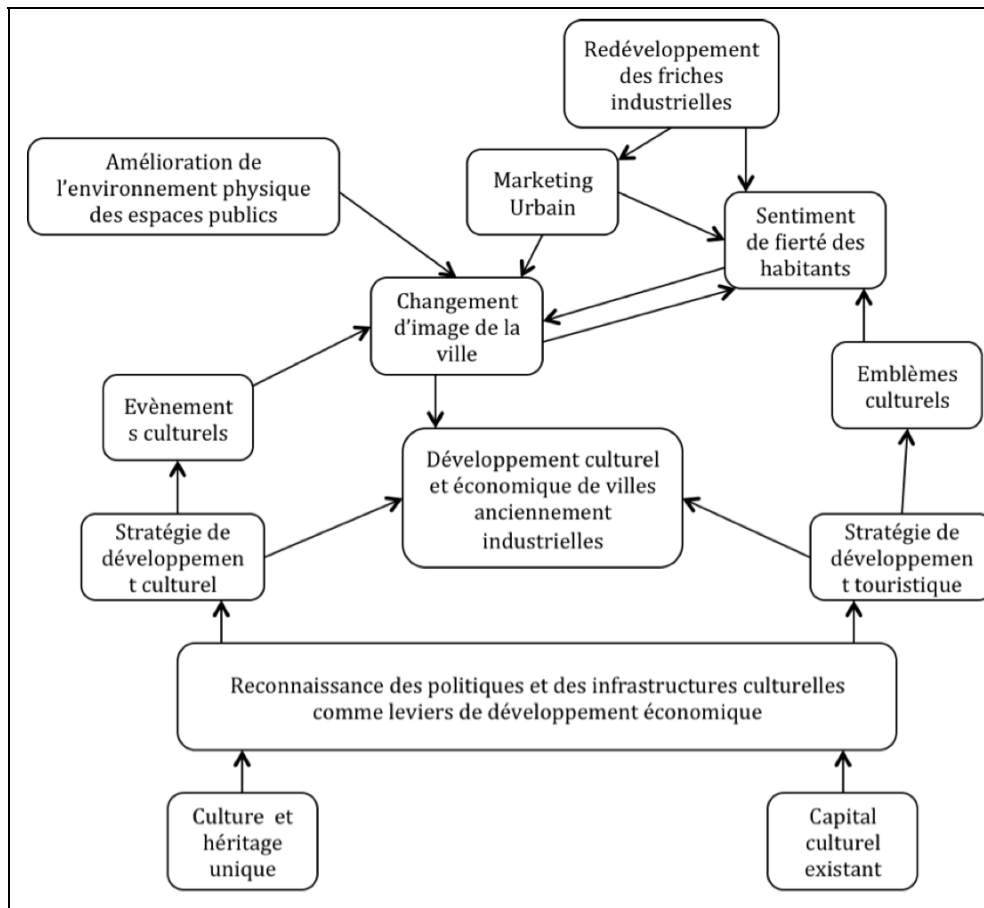 Redéveloppement
des friches
industrielles
Amélioration de
l'environnement physique
des espaces publics
Marketing
Urbain
Sentiment
de fierté des
habitants
Changement
d'image de la
ville
Evènement
s culturels
Emblèmes
culturels
Développement culturel
et économique de villes
anciennement
industrielles
Stratégie de
développemen
t culturel
Stratégie de
développemen
t touristique
Reconnaissance des politiques et des infrastructures culturelles
comme leviers de développement économique
Culture et
héritage
unique
Capital
culturel
existant